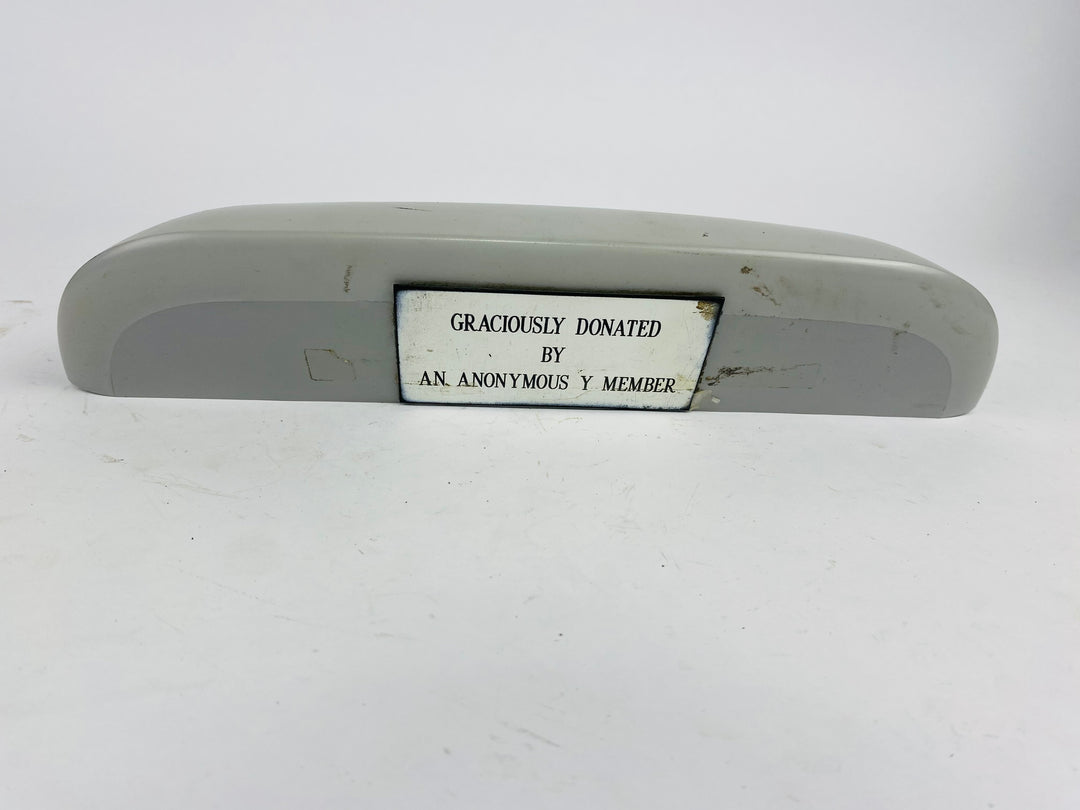 GRACIOUSLY DONATED
BY
AN. ANONYMOUS Y MEMBER